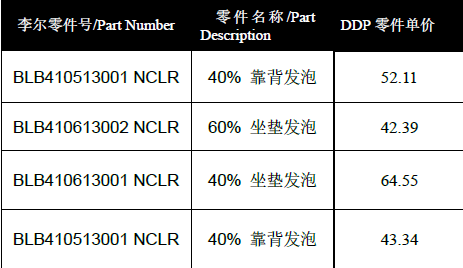 李尔零件号/Part Number 零件名称/Part Description DDP 零件单价
BLB410513001 NCLR 40% 靠背发泡 52.11
BLB410613002 NCLR 60% 坐垫发泡 42.39
BLB410613001 NCLR 40% 坐垫发泡 64.55
BLB410513001 NCLR 40% 靠背发泡 43.34